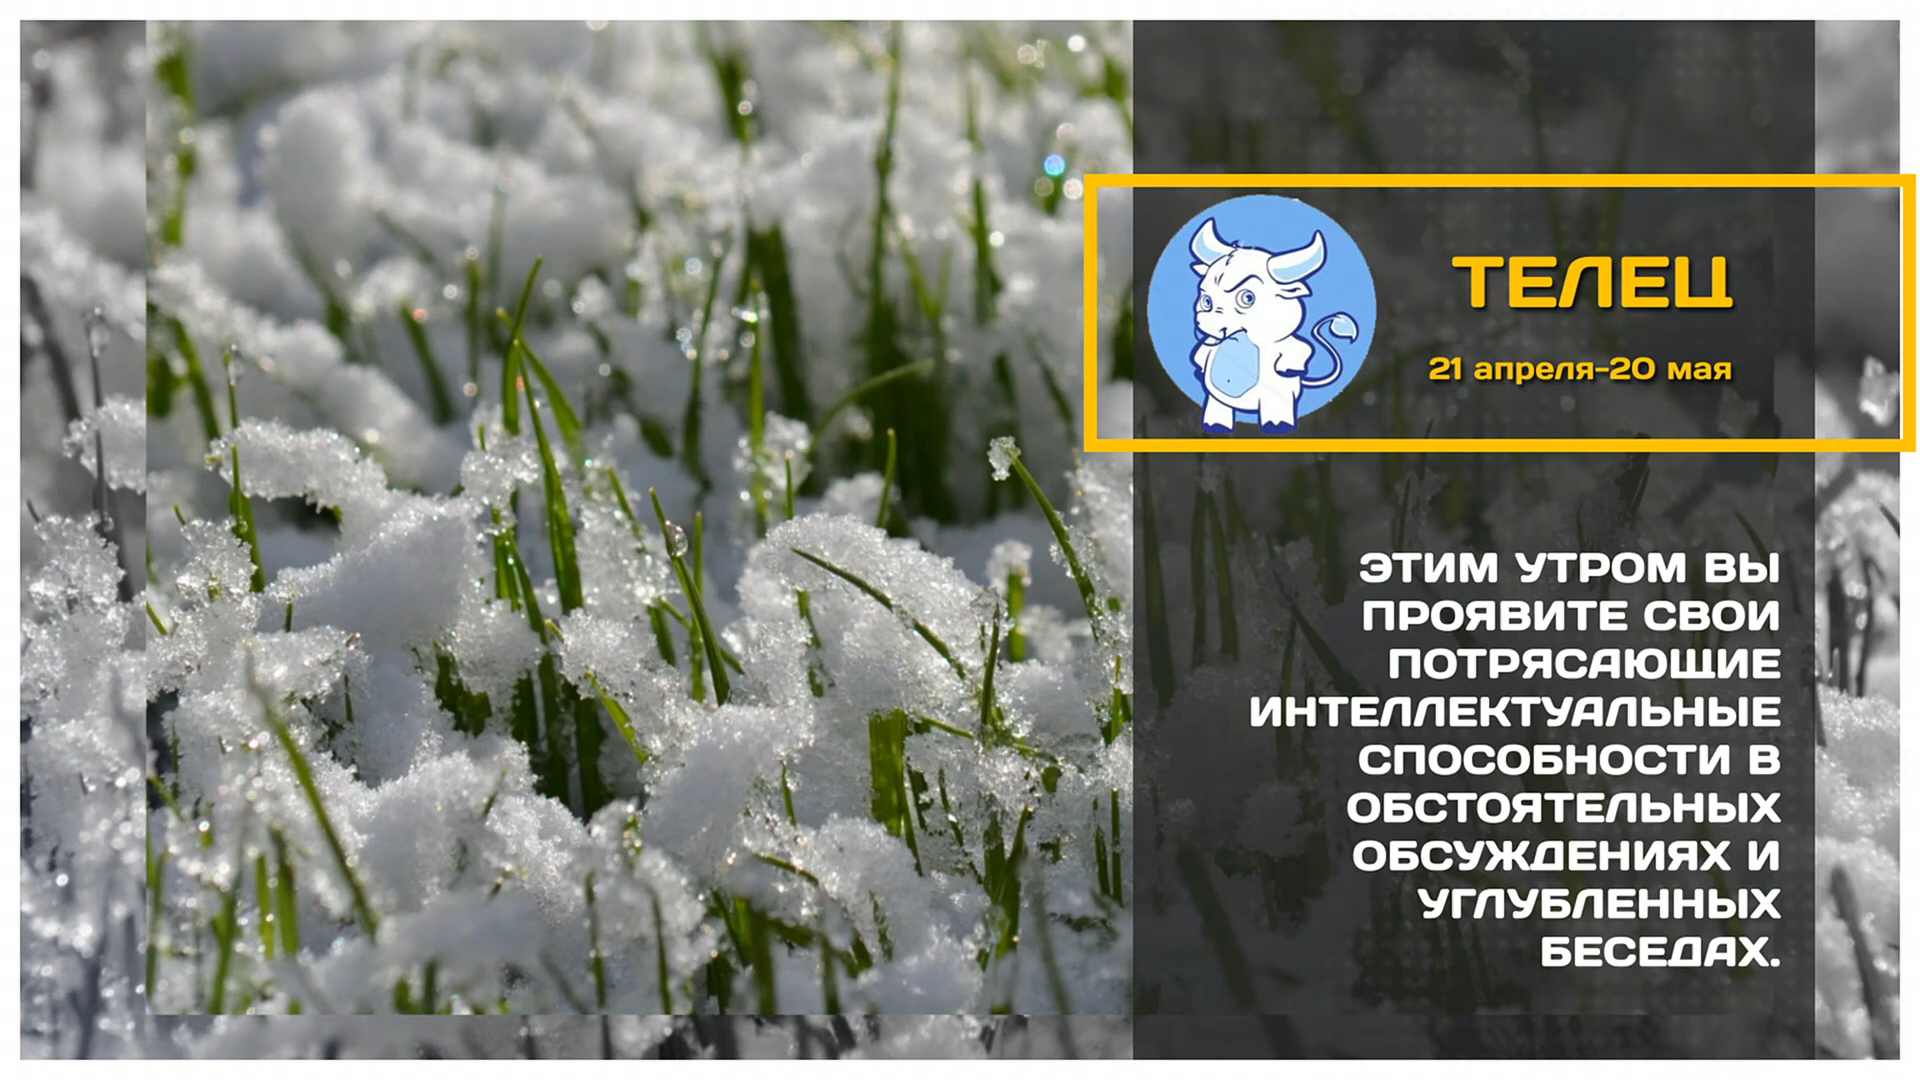 ТЕЛЕЦ
21 апреля-20 мая
ЭТИМ УТРОМ ВЫ
ПРОЯВИТЕ СВОИ
ПОТРЯСАЮЩИЕ
ИНТЕЛЛЕКТУАЛЬНЫЕ
СПОСОБНОСТИ В
ОБСТОЯТЕЛЬНЫХ
ОБСУЖДЕНИЯХ И
УГЛУБЛЕННЫХ
БЕСЕДАХ.